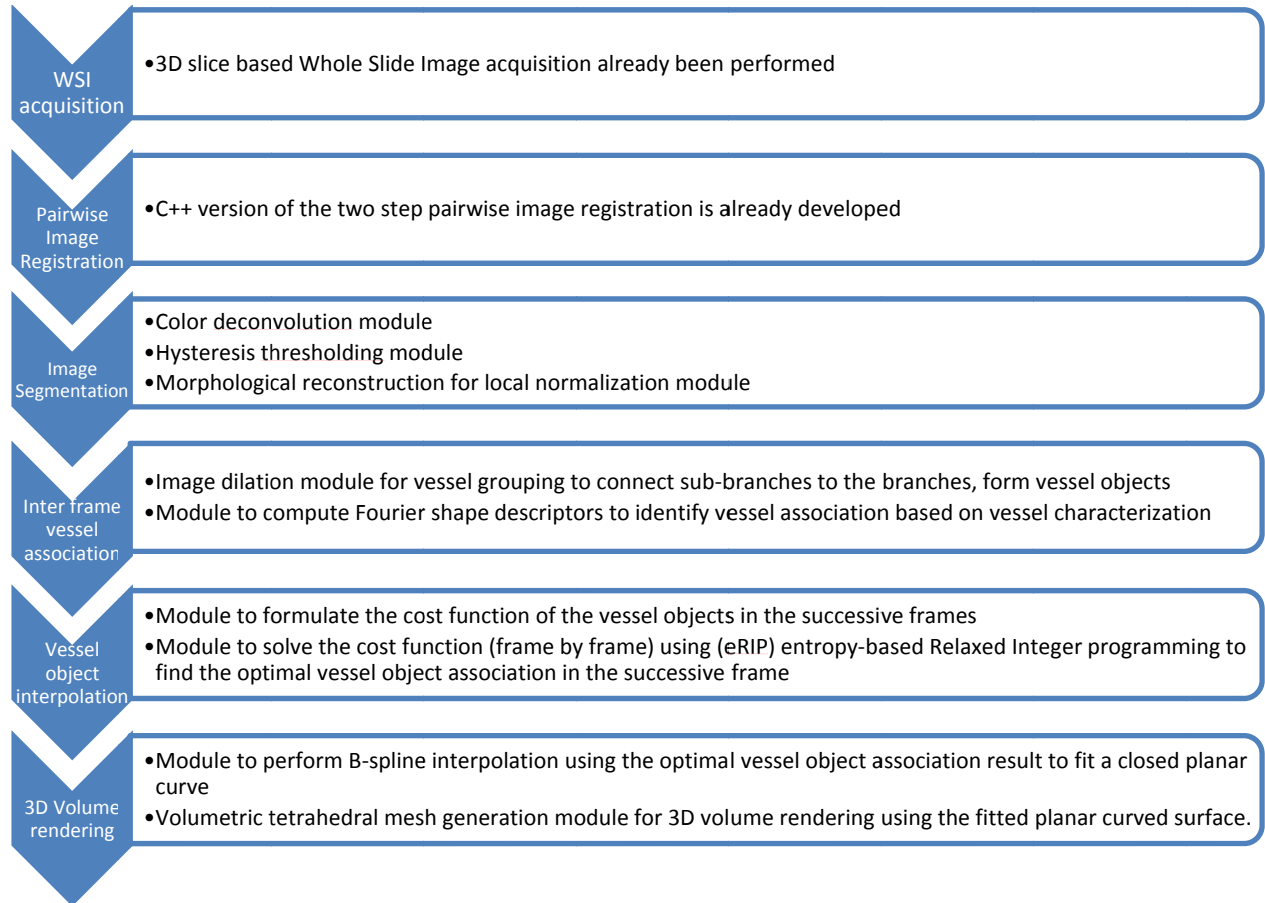 WSI
acquisition
•3D slice based Whole Slide Image acquisition already been performed
Pairwise
Image
Registration
•C++ version of the two step pairwise image registration is already developed
Image
Segmentation
•Color deconvolution module
•Hysteresis thresholding module
•Morphological reconstruction for local normalization module
Inter frame
vessel
association
•Image dilation module for vessel grouping to connect sub-branches to the branches, form vessel objects
•Module to compute Fourier shape descriptors to identify vessel association based on vessel characterization
Vessel
object
interpolation
•Module to formulate the cost function of the vessel objects in the successive frames
•Module to solve the cost function (frame by frame) using (eRIP) entropy-based Relaxed Integer programming to
find the optimal vessel object association in the successive frame
3D Volume
rendering
•Module to perform B-spline interpolation using the optimal vessel object association result to fit a closed planar
curve
•Volumetric tetrahedral mesh generation module for 3D volume rendering using the fitted planar curved surface.